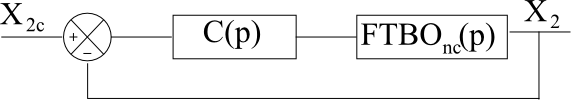 X2c
+
−
C(p)
FTBOnc(p)
X2